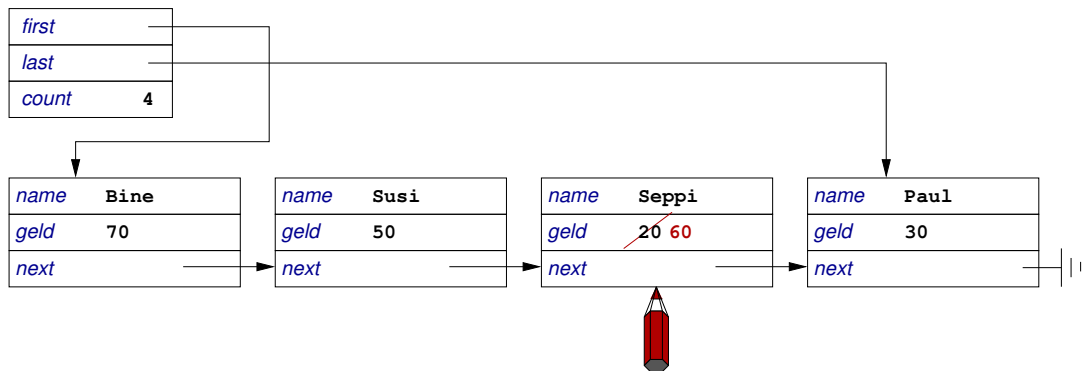 first
last
count 4
name Bine
geld 70
next
name Susi
geld 50
next
name Seppi
geld 20 60
next
name Paul
geld 30
next